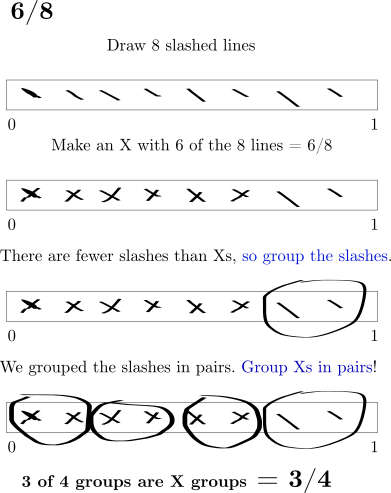 6/8
Draw 8 slashed lines
0 1
Make an X with 6 of the 8 lines = 6/8
0 1
There are fewer slashes than Xs, so group the slashes.
0 1
We grouped the slashes in pairs. Group Xs in pairs!
0 1
3 of 4 groups are X groups = 3/4